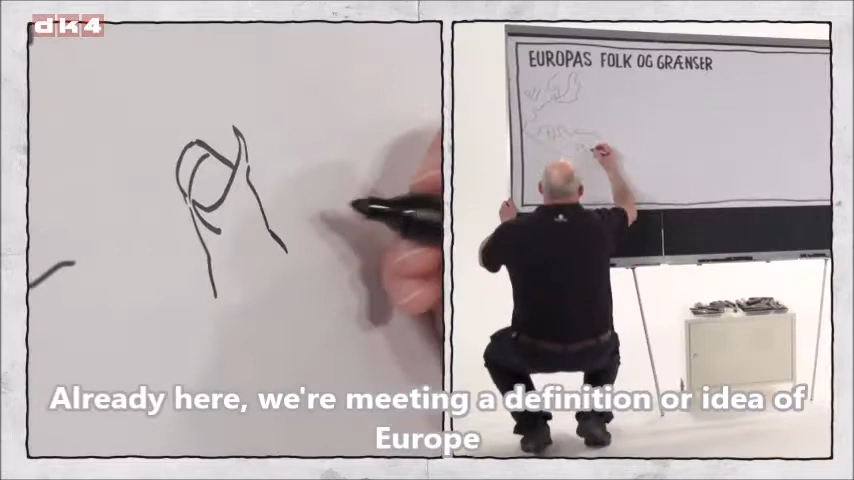 dk4
EUROPAS FOLK OG GRÆNSER
Already here, we're meeting a definition or idea of
Europe